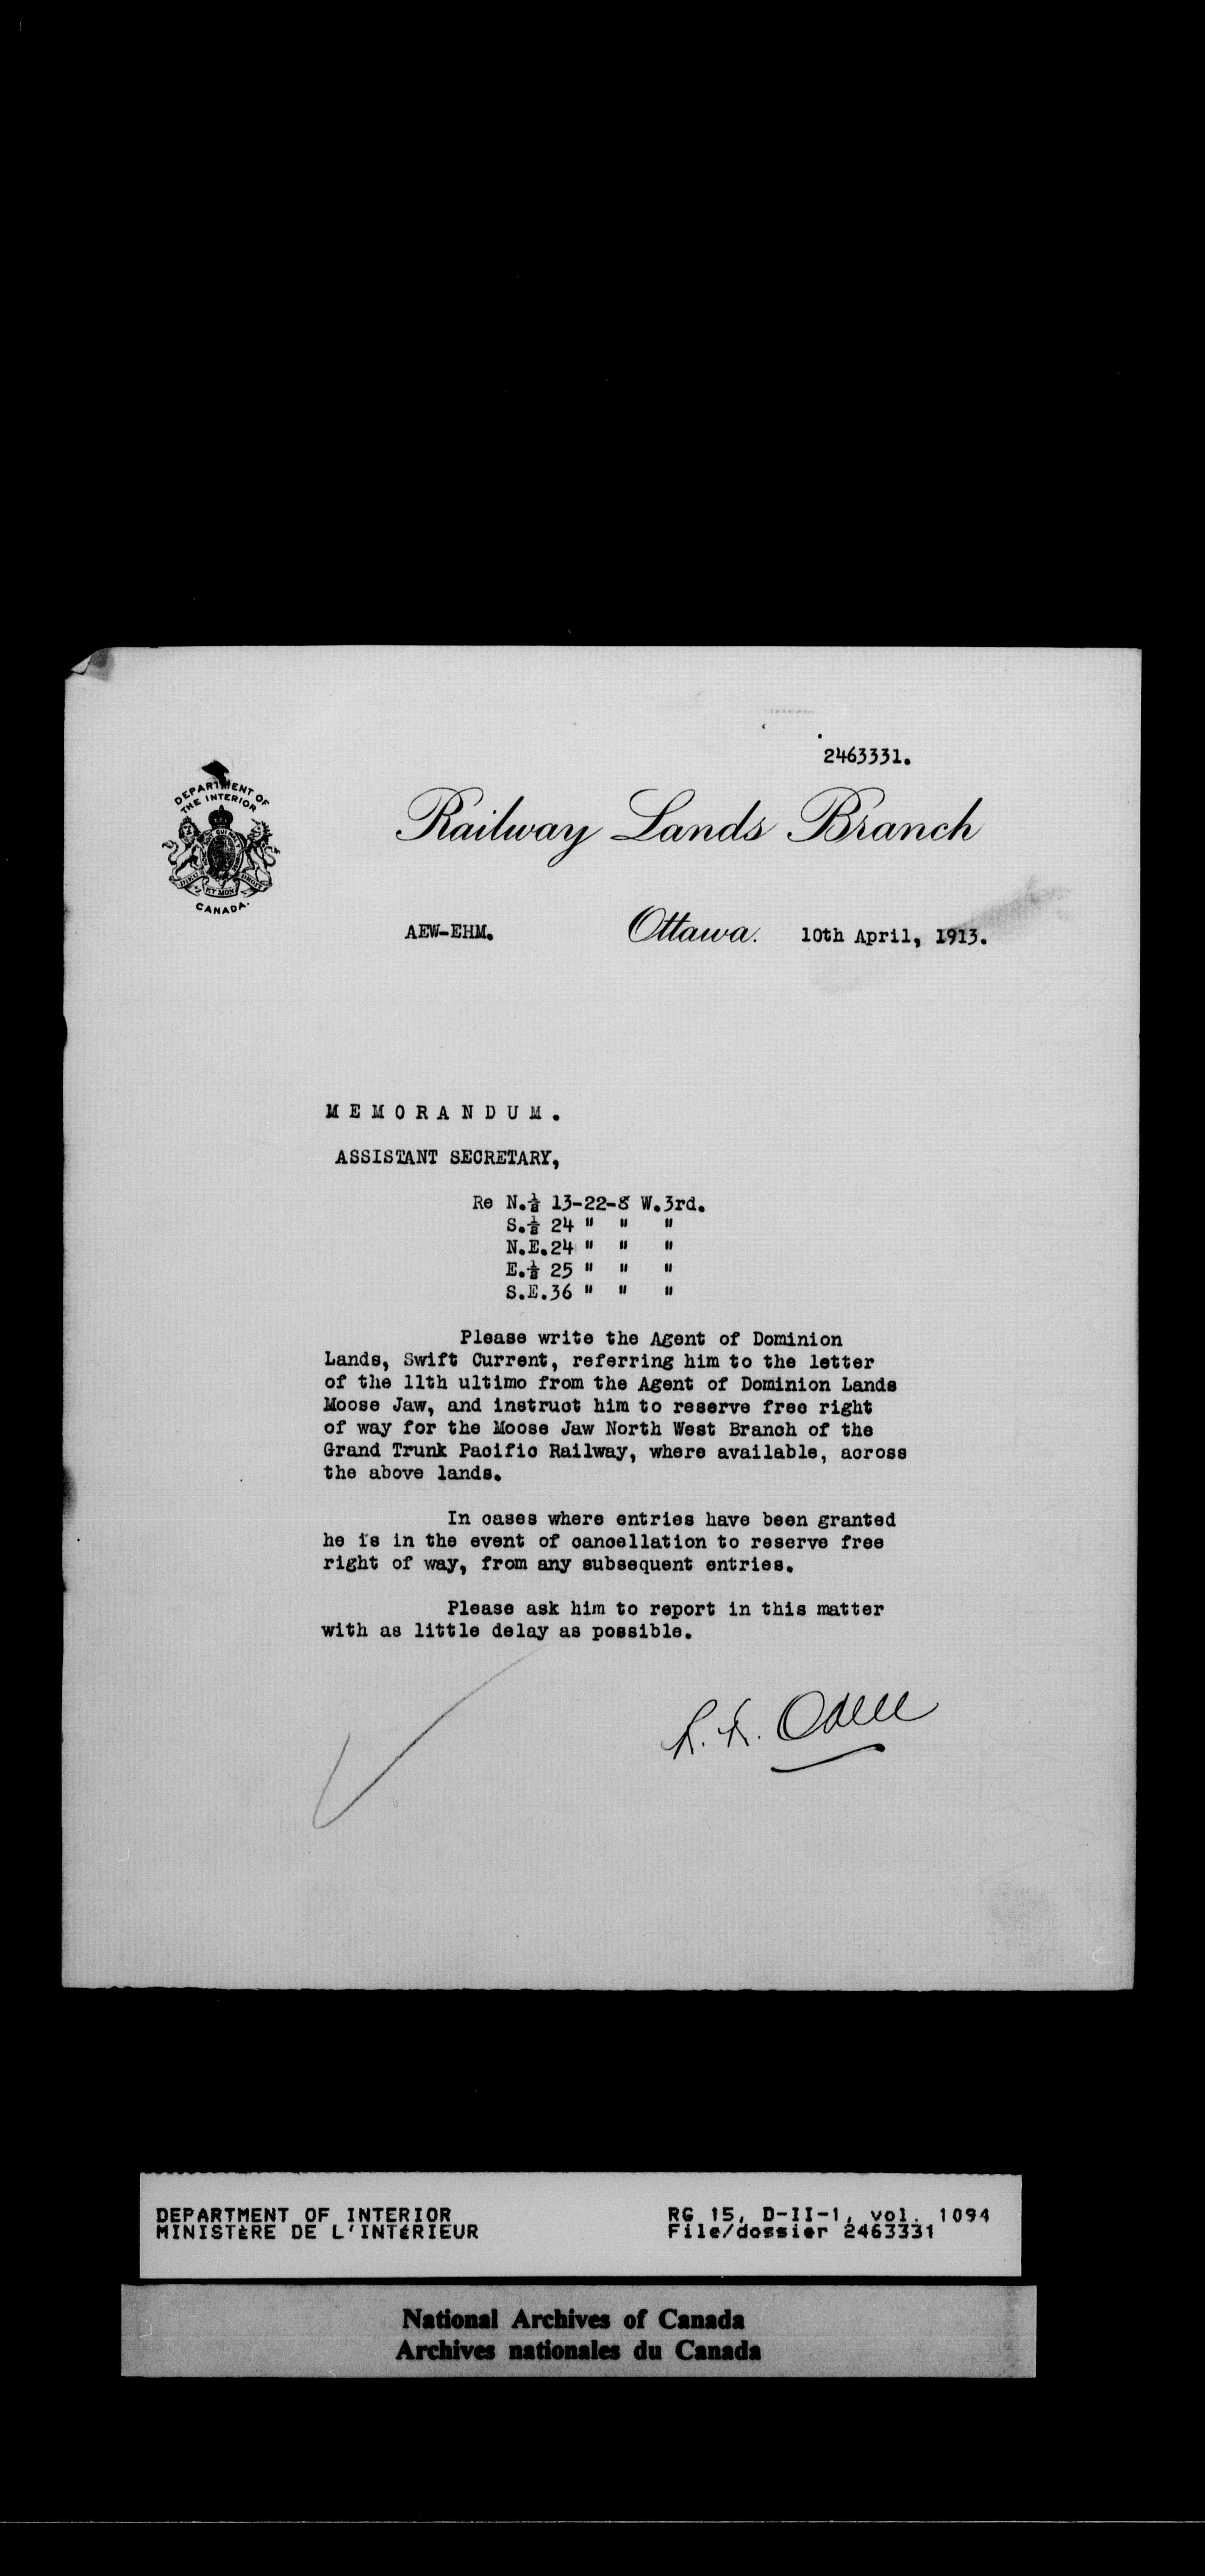 2463331.
DEPARTMENT OF
THE INTERIOR
DIEU ET MON DROIT
CANADA.
Railway Lands Branch
AEW-EHM. Ottawa. 10th April, 1913.
MEMORANDUM.
ASSISTANT SECRETARY,
Re N.½ 13-22-8 W.3rd.
S.½ 24 " " "
N.E.24 " " "
E.½ 25 " " "
S.E.36 " " "
Please write the Agent of Dominion
Lands, Swift Current, referring him to the letter
of the 11th ultimo from the Agent of Dominion Lands
Moose Jaw, and instruct him to reserve free right
of way for the Moose Jaw North West Branch of the
Grand Trunk Pacific Railway, where available, across
the above lands.
In cases where entries have been granted
he is in the event of cancellation to reserve free
right of way, from any subsequent entries.
Please ask him to report in this matter
with as little delay as possible.
DEPARTMENT OF INTERIOR
MINISTÈRE DE L'INTÉRIEUR
RG 15, D-II-1, vol. 1094
File/dossier 2463331
National Archives of Canada
Archives nationales du Canada